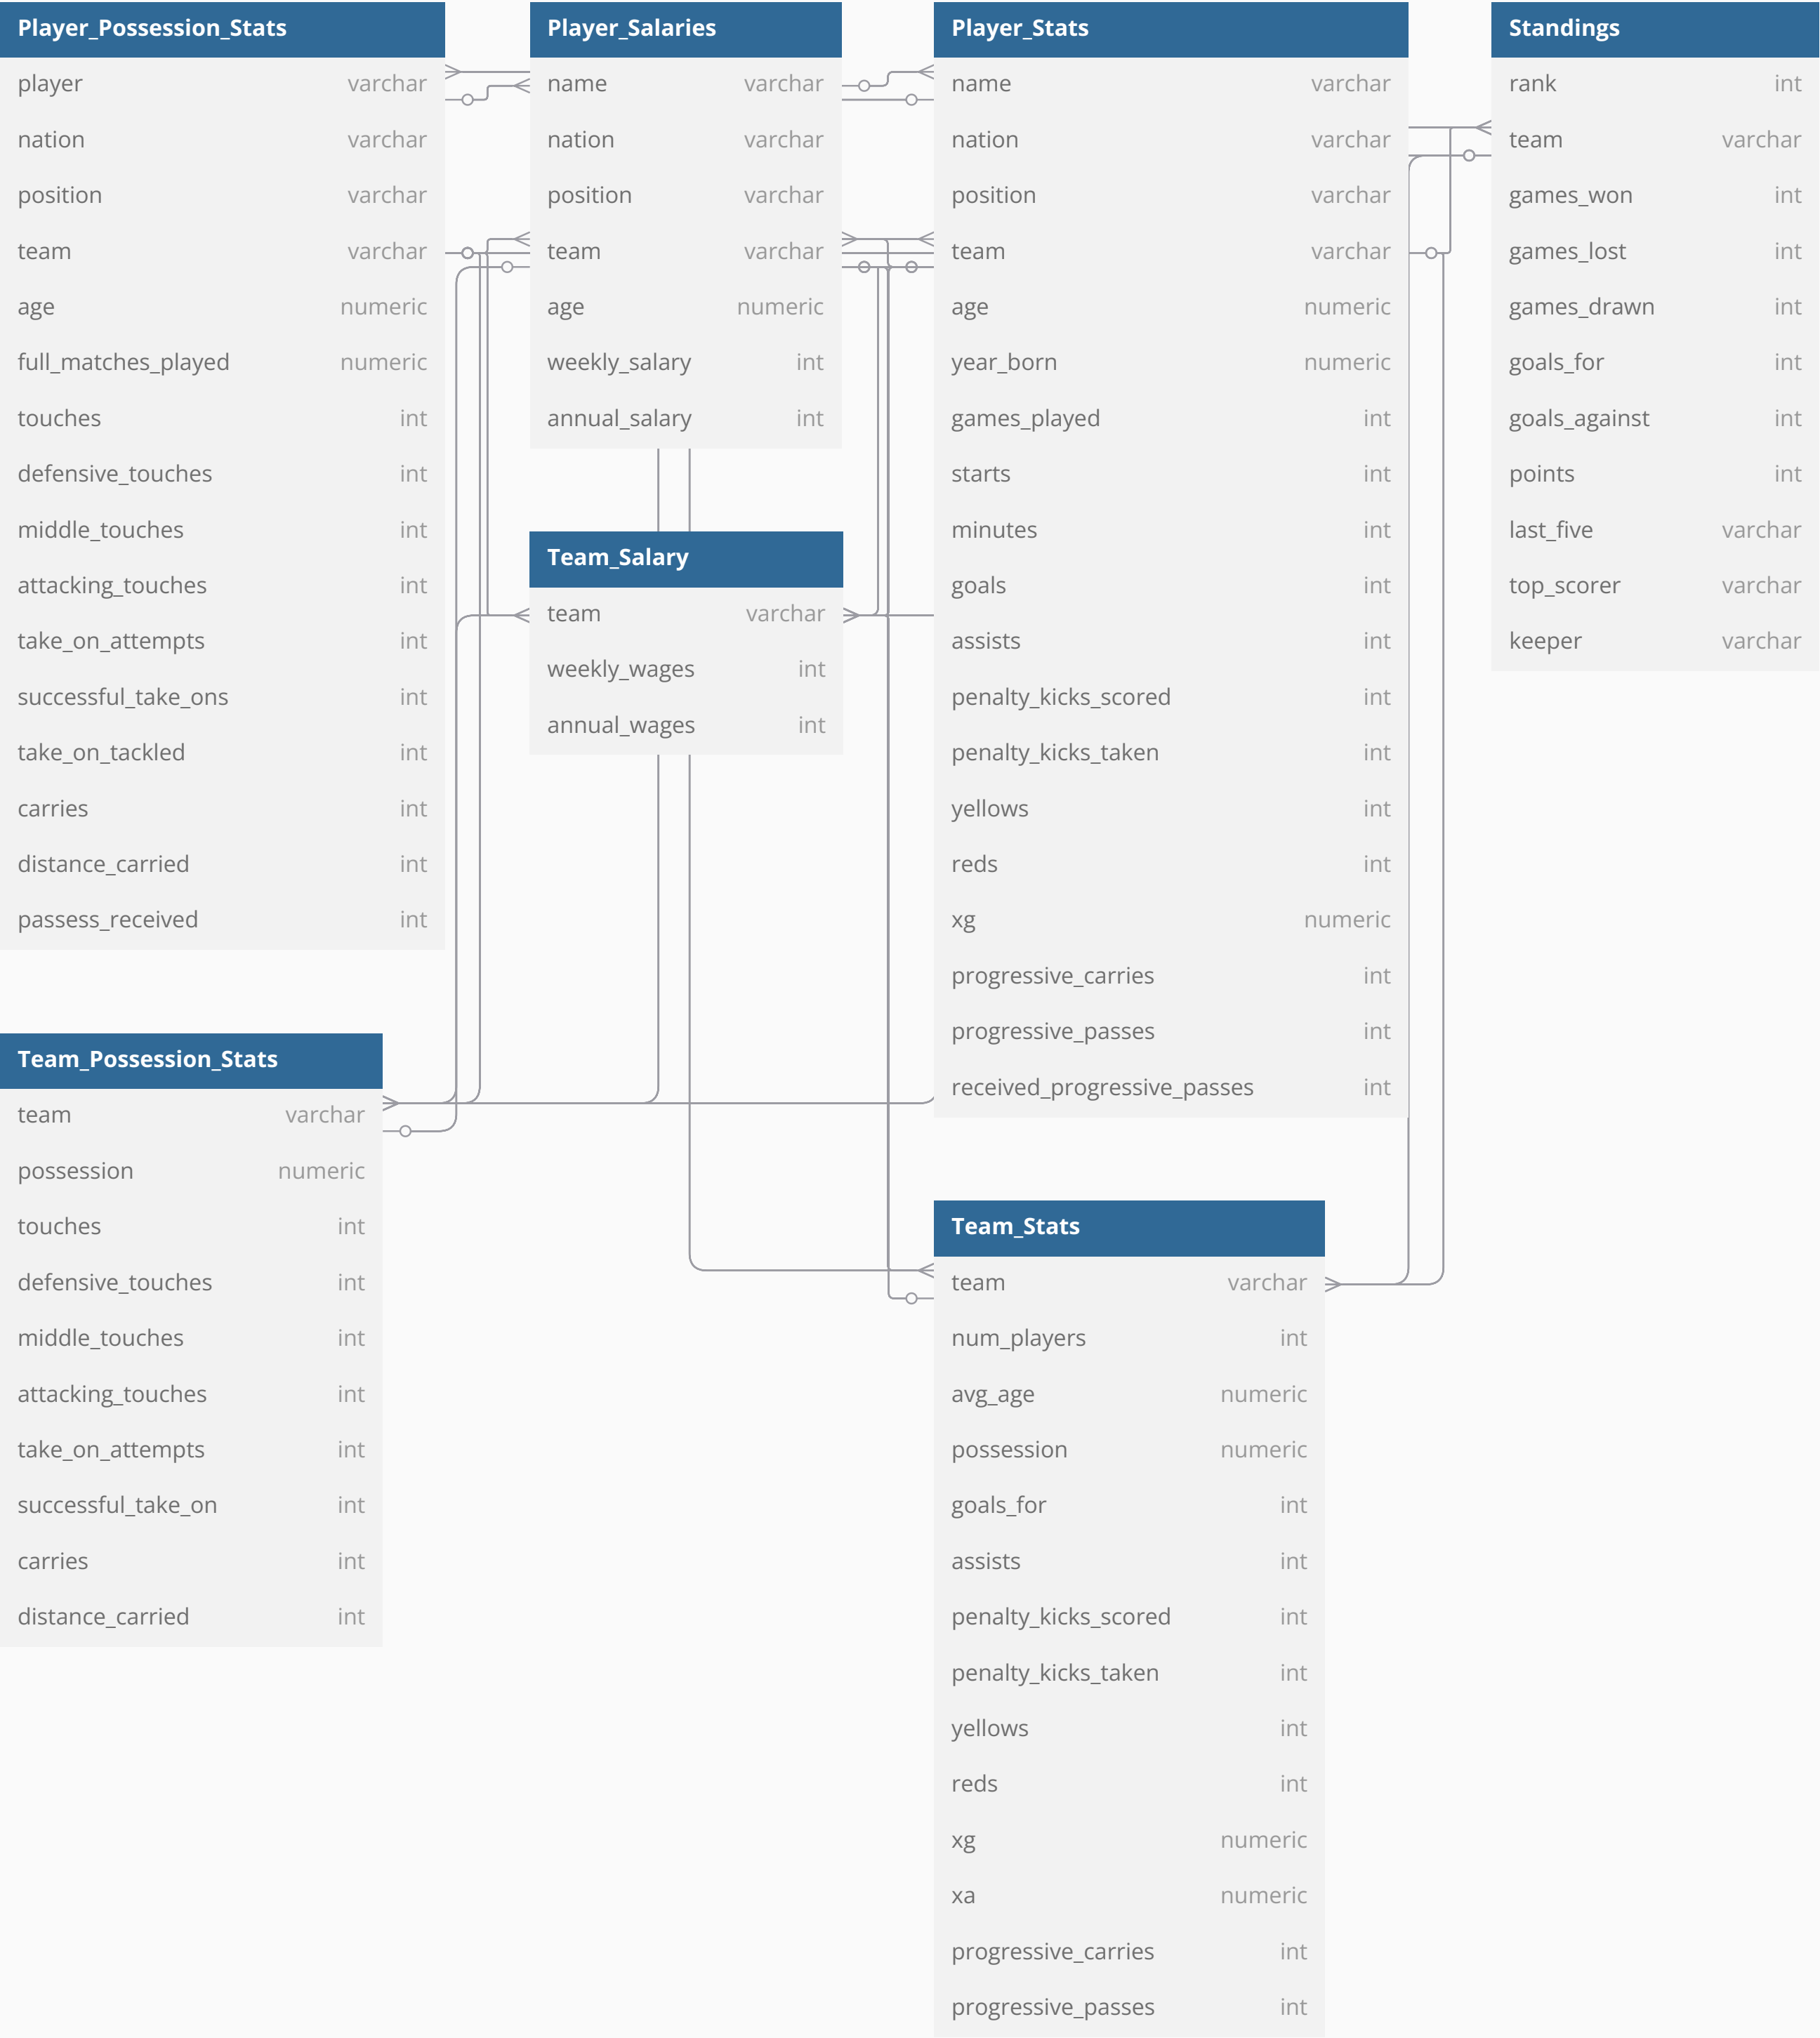 Player_Possession_Stats
player varchar
nation varchar
position varchar
team varchar
age numeric
full_matches_played numeric
touches int
defensive_touches int
middle_touches int
attacking_touches int
take_on_attempts int
successful_take_ons int
take_on_tackled int
carries int
distance_carried int
passess_received int
Player_Salaries
name varchar
nation varchar
position varchar
team varchar
age numeric
weekly_salary int
annual_salary int
Team_Salary
team varchar
weekly_wages int
annual_wages int
Player_Stats
name varchar
nation varchar
position varchar
team varchar
age numeric
year_born numeric
games_played int
starts int
minutes int
goals int
assists int
penalty_kicks_scored int
penalty_kicks_taken int
yellows int
reds int
xg numeric
progressive_carries int
progressive_passes int
received_progressive_passes int
Standings
rank int
team varchar
games_won int
games_lost int
games_drawn int
goals_for int
goals_against int
points int
last_five varchar
top_scorer varchar
keeper varchar
Team_Possession_Stats
team varchar
possession numeric
touches int
defensive_touches int
middle_touches int
attacking_touches int
take_on_attempts int
successful_take_on int
carries int
distance_carried int
Team_Stats
team varchar
num_players int
avg_age numeric
possession numeric
goals_for int
assists int
penalty_kicks_scored int
penalty_kicks_taken int
yellows int
reds int
xg numeric
xa numeric
progressive_carries int
progressive_passes int